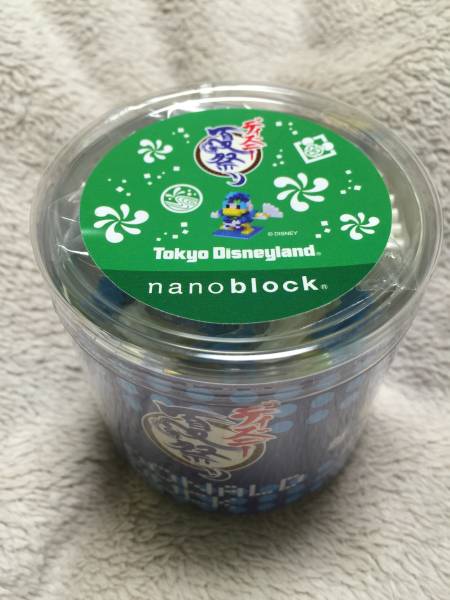 ディズニー
夏祭り
© DISNEY
Tokyo Disneyland®
nanoblock®
ディズニー
夏祭り
DONALD